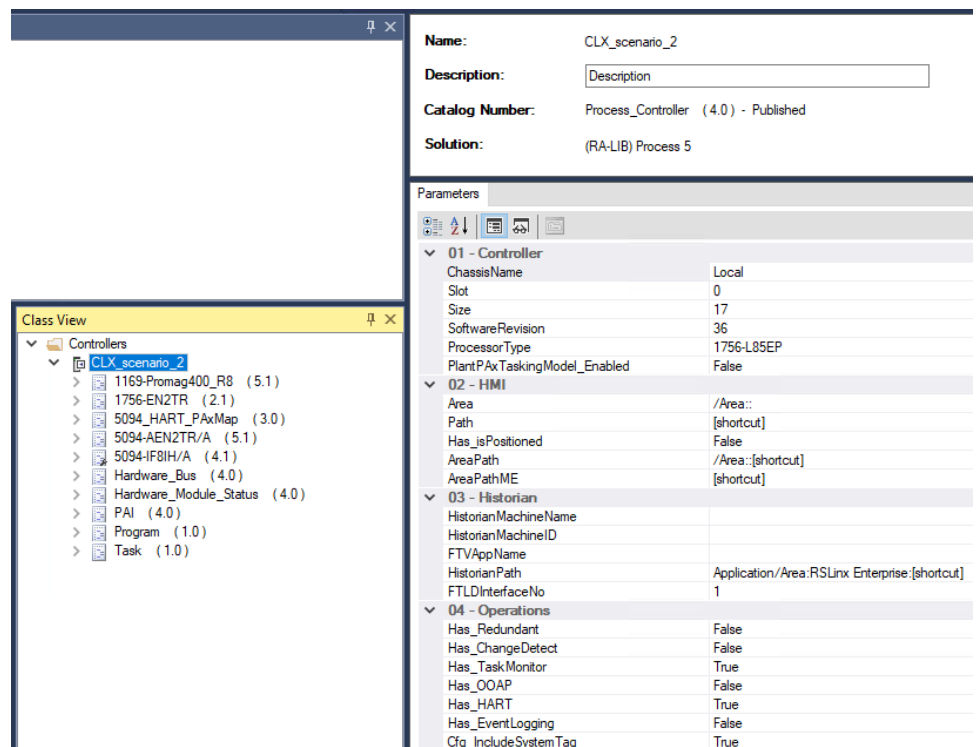 Name: CLX_scenario_2
Description: Description
Catalog Number: Process_Controller (4.0) - Published
Solution: (RA-LIB) Process 5
Parameters
01 - Controller
ChassisName Local
Slot 0
Size 17
SoftwareRevision 36
ProcessorType 1756-L85EP
PlantPAxTaskingModel_Enabled False
02 - HMI
Area /Area::
Path [shortcut]
Has_isPositioned False
AreaPath /Area::[shortcut]
AreaPathME [shortcut]
03 - Historian
HistorianMachineName
HistorianMachineID
FTVAppName
HistorianPath Application/Area:RSLinx Enterprise:[shortcut]
FTLDInterfaceNo 1
04 - Operations
Has_Redundant False
Has_ChangeDetect False
Has_TaskMonitor True
Has_OOAP False
Has_HART True
Has_EventLogging False
Cfg_IncludeSystemTag True
Class View
Controllers
CLX_scenario_2
1169-Promag400_R8 (5.1)
1756-EN2TR (2.1)
5094_HART_PAxMap (3.0)
5094-AEN2TR/A (5.1)
5094-IF8IH/A (4.1)
Hardware_Bus (4.0)
Hardware_Module_Status (4.0)
PAI (4.0)
Program (1.0)
Task (1.0)